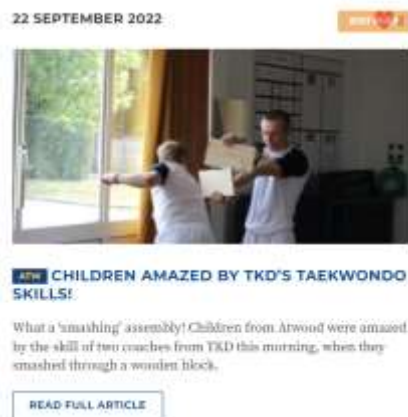 22 SEPTEMBER 2022
ATW CHILDREN AMAZED BY TKD'S TAEKWONDO
SKILLS!
What a 'smashing' assembly! Children from Atwood were amazed
by the skill of two coaches from TKD this morning, when they
smashed through a wooden block.
READ FULL ARTICLE